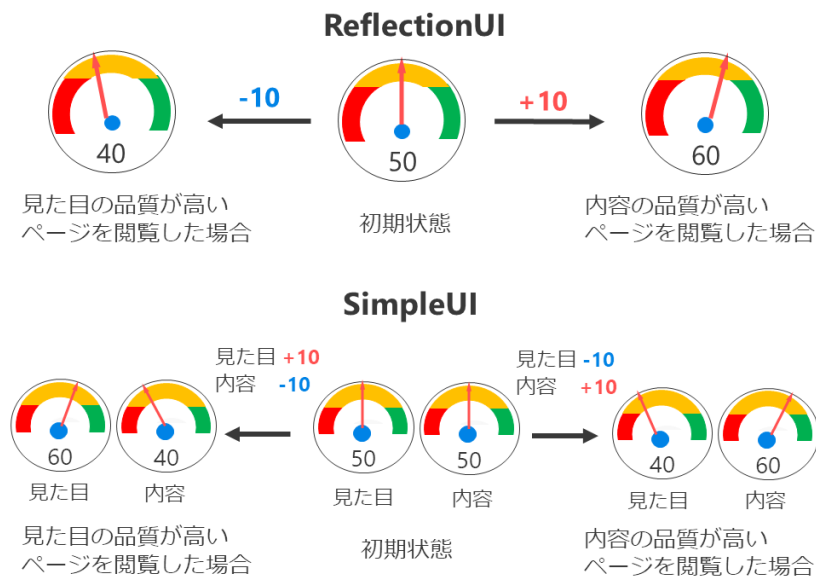 ReflectionUI
-10
+10
40
50
60
見た目の品質が高い
ページを閲覧した場合
初期状態
内容の品質が高い
ページを閲覧した場合
SimpleUI
見た目 +10
内容 -10
見た目 -10
内容 +10
60
40
50
50
40
60
見た目
内容
見た目
内容
見た目
内容
見た目の品質が高い
ページを閲覧した場合
初期状態
内容の品質が高い
ページを閲覧した場合